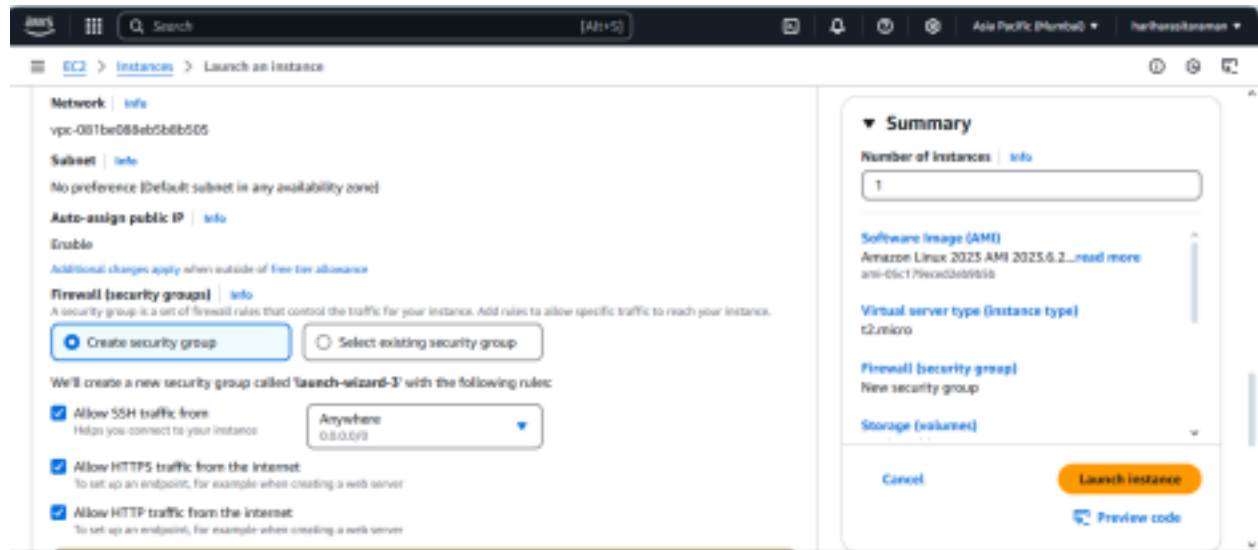 aws
Search
[Alt+S]
Asia Pacific (Mumbai)
hariharasitaraman
EC2 > Instances > Launch an instance
Network | Info
vpc-081be088eb5b8b505
Subnet | Info
No preference (Default subnet in any availability zone)
Auto-assign public IP | Info
Enable
Additional charges apply when outside of free tier allowance
Firewall (security groups) | Info
A security group is a set of firewall rules that control the traffic for your instance. Add rules to allow specific traffic to reach your instance.
Create security group
Select existing security group
We'll create a new security group called 'launch-wizard-3' with the following rules:
Allow SSH traffic from
Helps you connect to your instance
Anywhere
0.0.0.0/0
Allow HTTPS traffic from the internet
To set up an endpoint, for example when creating a web server
Allow HTTP traffic from the internet
To set up an endpoint, for example when creating a web server
Summary
Number of instances | Info
1
Software Image (AMI)
Amazon Linux 2023 AMI 2023.6.2...read more
Virtual server type (instance type)
t2.micro
Firewall (security group)
New security group
Storage (volumes)
Cancel
Launch instance
Preview code